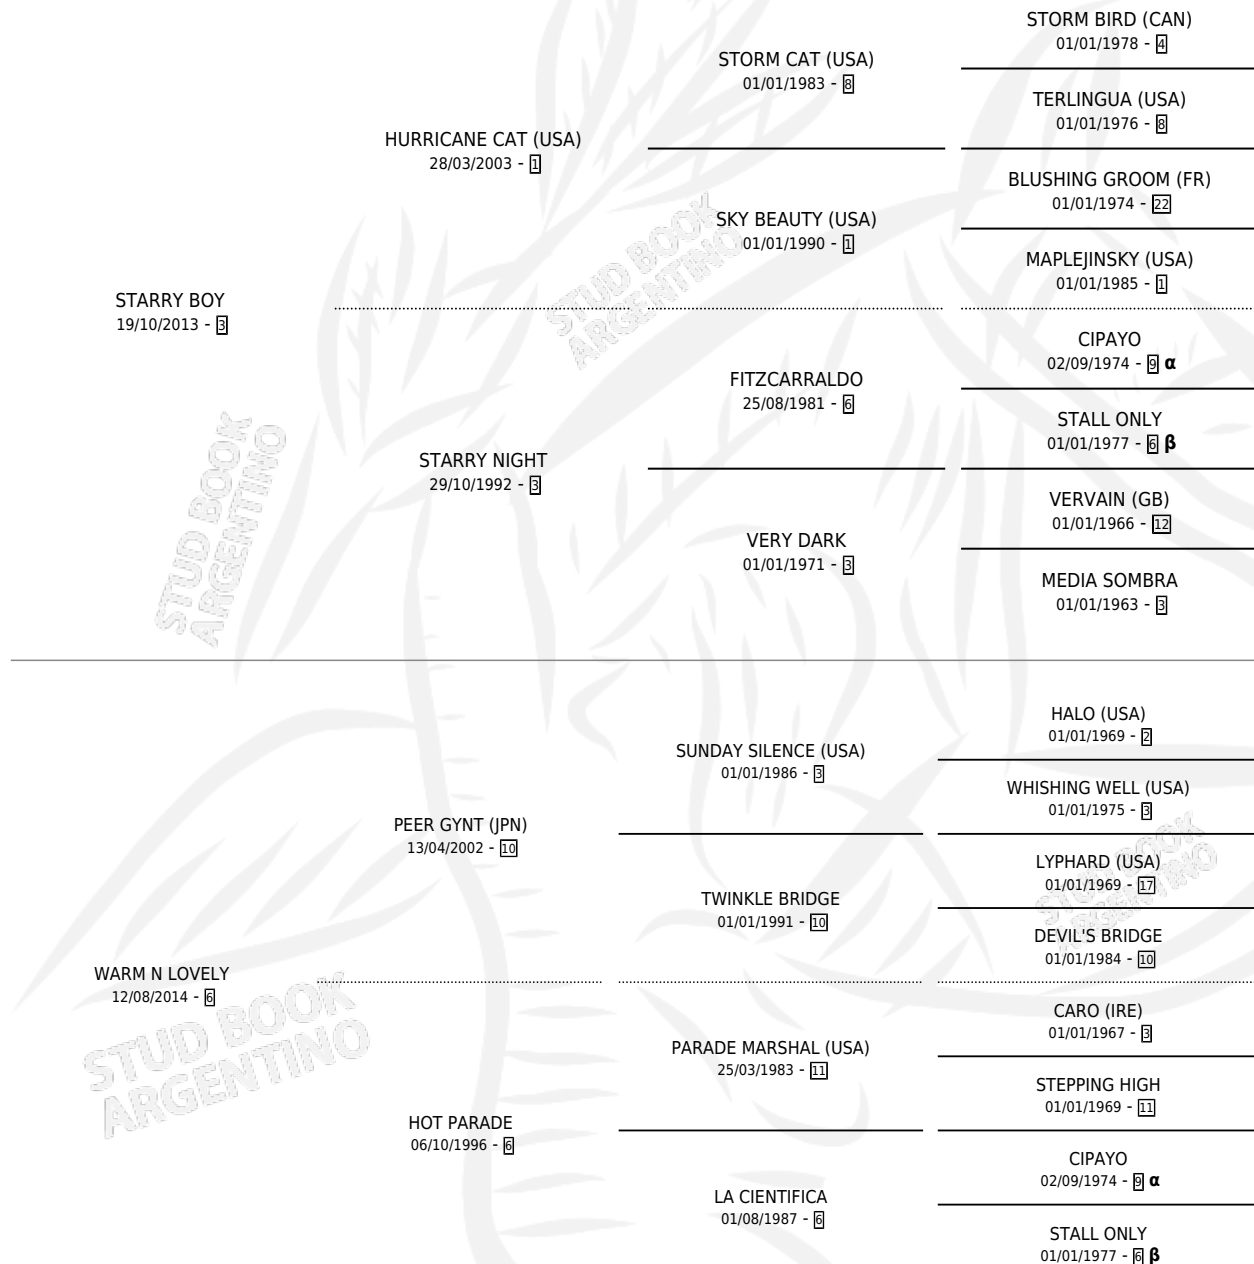 STORM BIRD (CAN)
01/01/1978 - 4
STORM CAT (USA)
01/01/1983 - 8
TERLINGUA (USA)
01/01/1976 - 8
HURRICANE CAT (USA)
28/03/2003 - 1
BLUSHING GROOM (FR)
01/01/1974 - 22
SKY BEAUTY (USA)
01/01/1990 - 1
MAPLEJINSKY (USA)
01/01/1985 - 1
STUD BOOK
ARGENTINO
STARRY BOY
19/10/2013 - 3
CIPAYO
02/09/1974 - 9 α
FITZCARRALDO
25/08/1981 - 6
STALL ONLY
01/01/1977 - 6 β
STARRY NIGHT
29/10/1992 - 3
VERVAIN (GB)
01/01/1966 - 12
VERY DARK
01/01/1971 - 3
MEDIA SOMBRA
01/01/1963 - 3
STUD BOOK
ARGENTINO
HALO (USA)
01/01/1969 - 2
SUNDAY SILENCE (USA)
01/01/1986 - 3
WHISHING WELL (USA)
01/01/1975 - 3
PEER GYNT (JPN)
13/04/2002 - 10
LYPHARD (USA)
01/01/1969 - 17
TWINKLE BRIDGE
01/01/1991 - 10
DEVIL'S BRIDGE
01/01/1984 - 10
STUD BOOK
ARGENTINO
WARM N LOVELY
12/08/2014 - 6
CARO (IRE)
01/01/1967 - 3
PARADE MARSHAL (USA)
25/03/1983 - 11
STEPPING HIGH
01/01/1969 - 11
STUD BOOK
ARGENTINO
HOT PARADE
06/10/1996 - 6
CIPAYO
02/09/1974 - 9 α
LA CIENTIFICA
01/08/1987 - 6
STALL ONLY
01/01/1977 - 6 β